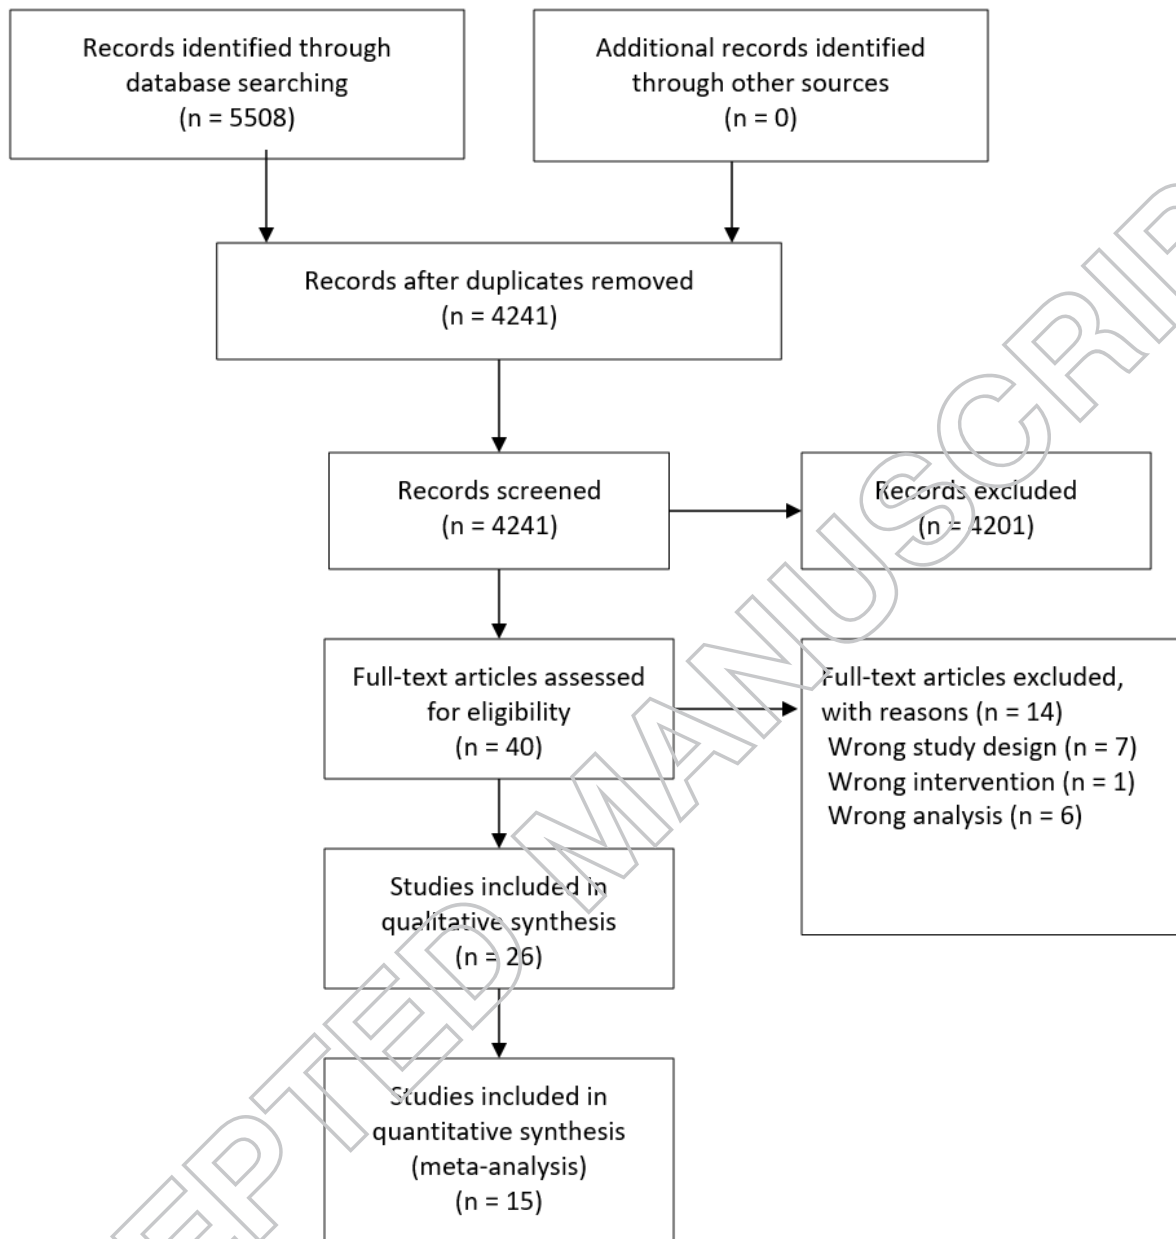 Records identified through
database searching
(n = 5508)
Additional records identified
through other sources
(n = 0)
Records after duplicates removed
(n = 4241)
Records screened
(n = 4241)
Records excluded
(n = 4201)
Full-text articles assessed
for eligibility
(n = 40)
Full-text articles excluded,
with reasons (n = 14)
Wrong study design (n = 7)
Wrong intervention (n = 1)
Wrong analysis (n = 6)
Studies included in
qualitative synthesis
(n = 26)
Studies included in
quantitative synthesis
(meta-analysis)
(n = 15)
EPTED MANUSCRIP